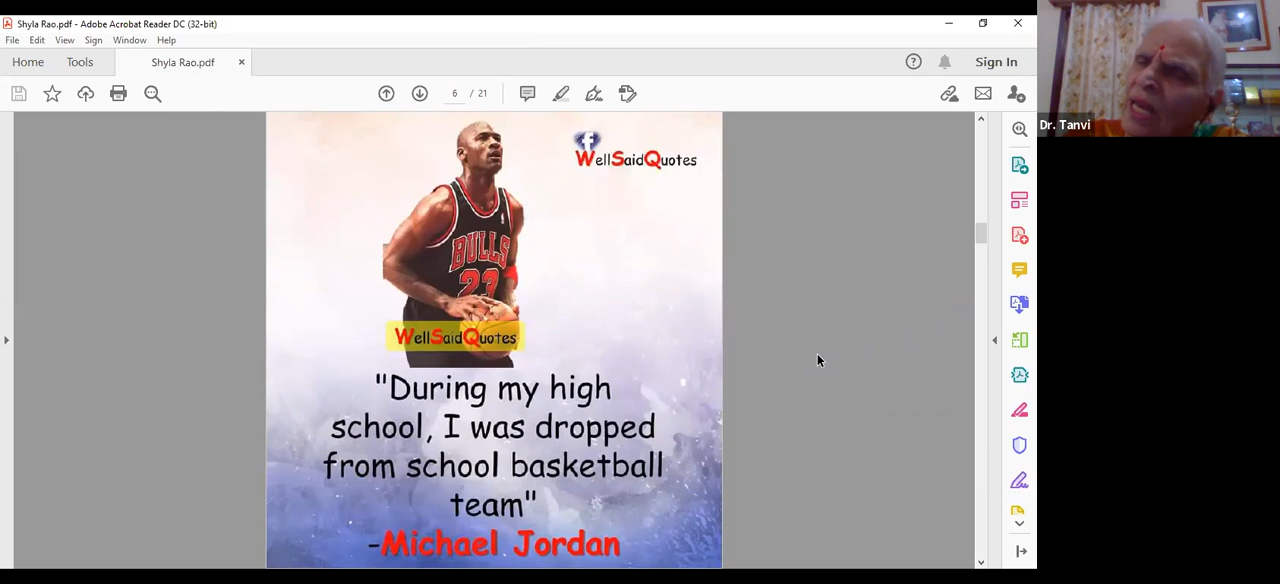 Shyla Rao.pdf - Adobe Acrobat Reader DC (32-bit)
File Edit View Sign Window Help
Home Tools Shyla Rao.pdf Sign In
6 / 21
Dr. Tanvi
WellSaidQuotes
BULLS
23
WellSaidQuotes
"During my high
school, I was dropped
from school basketball
team"
-Michael Jordan